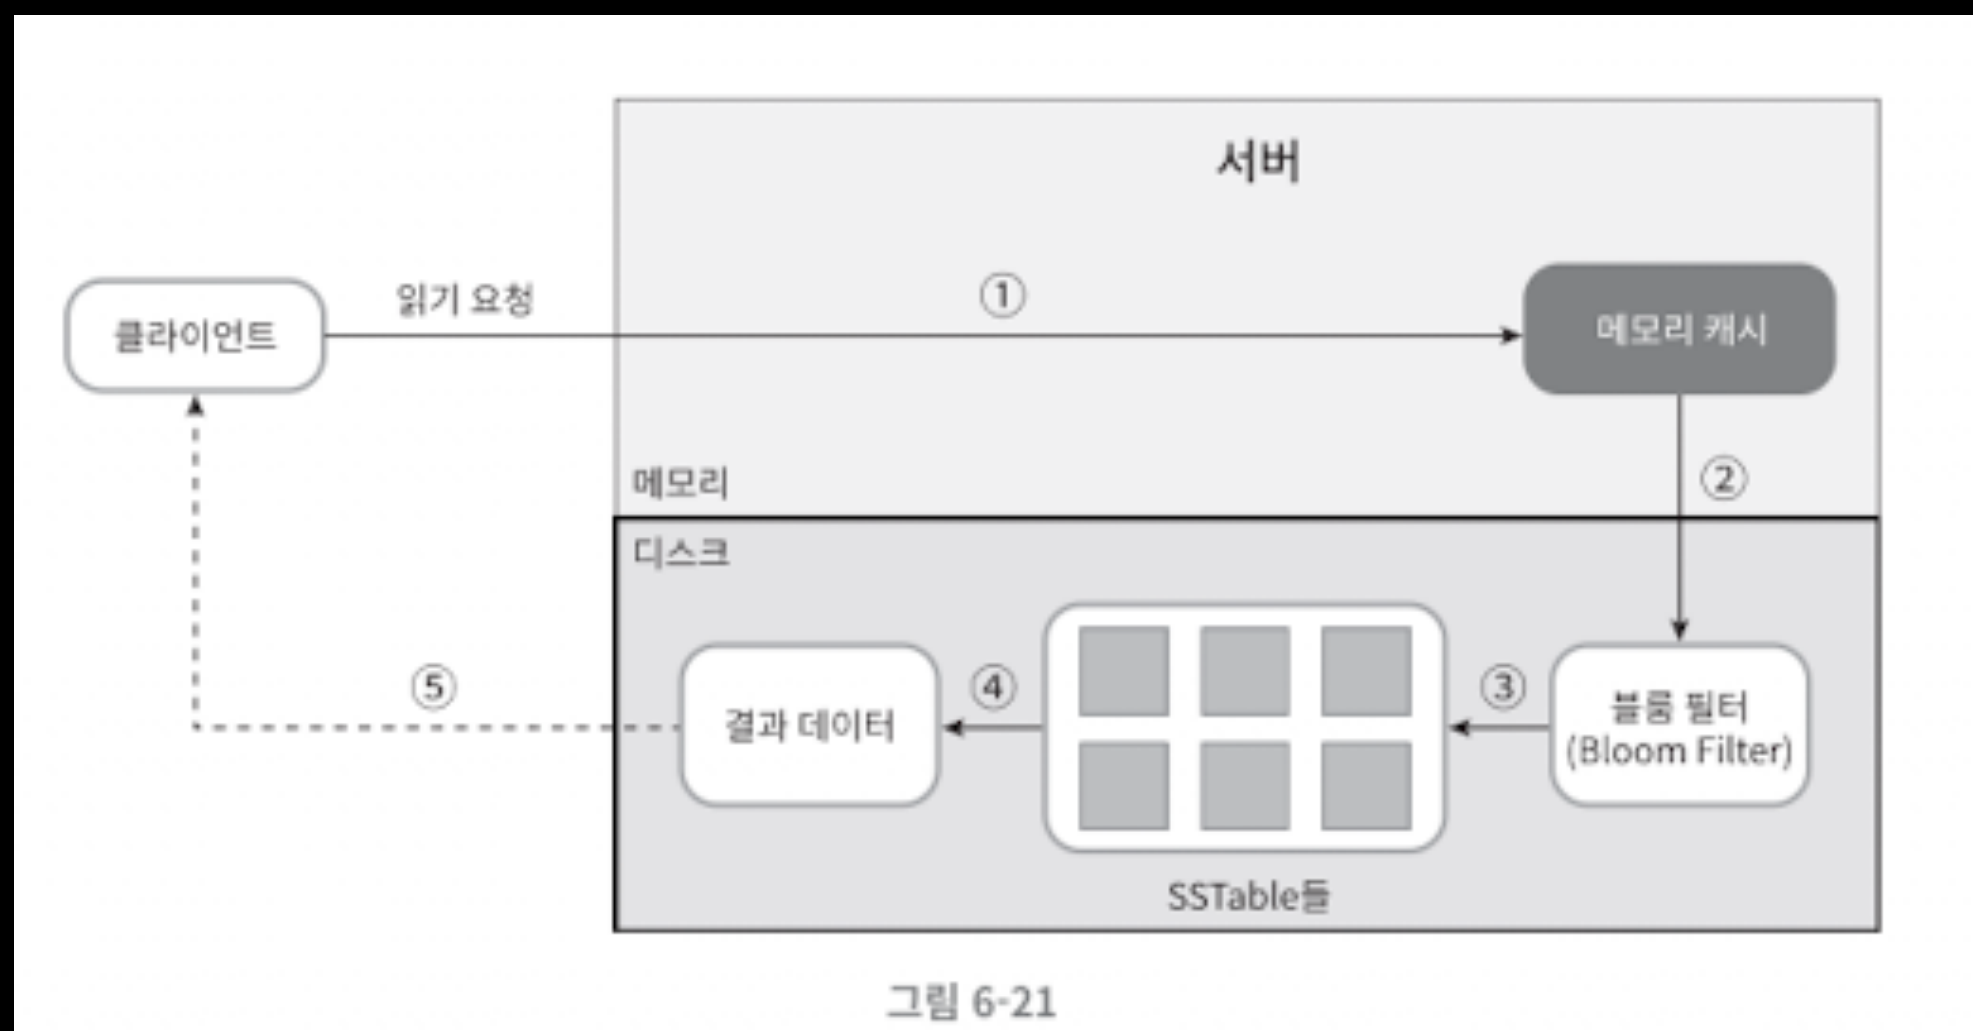 서버
읽기 요청
①
클라이언트
메모리 캐시
메모리
②
디스크
⑤
결과 데이터
④
③
블룸 필터
(Bloom Filter)
SSTable들
그림 6-21